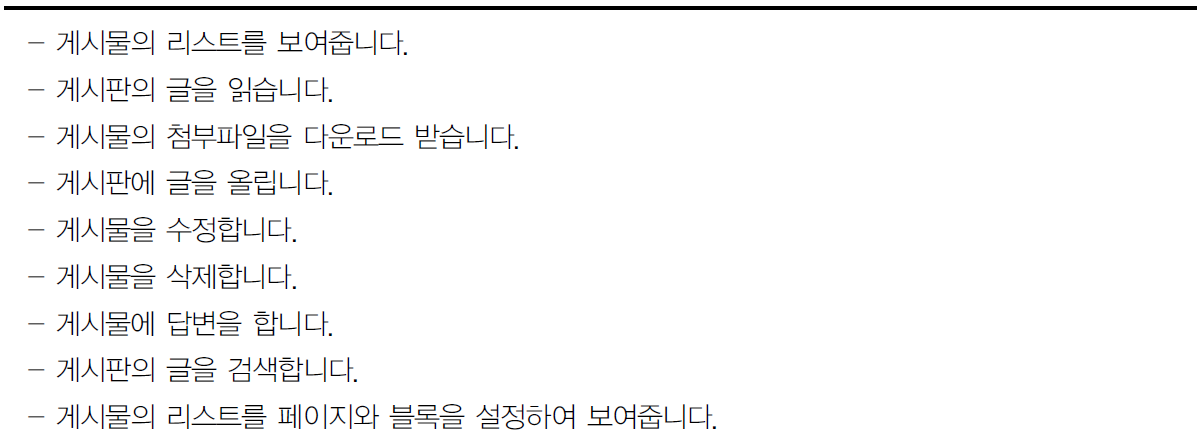 – 게시물의 리스트를 보여줍니다.
– 게시판의 글을 읽습니다.
– 게시물의 첨부파일을 다운로드 받습니다.
– 게시판에 글을 올립니다.
– 게시물을 수정합니다.
– 게시물을 삭제합니다.
– 게시물에 답변을 합니다.
– 게시판의 글을 검색합니다.
– 게시물의 리스트를 페이지와 블록을 설정하여 보여줍니다.